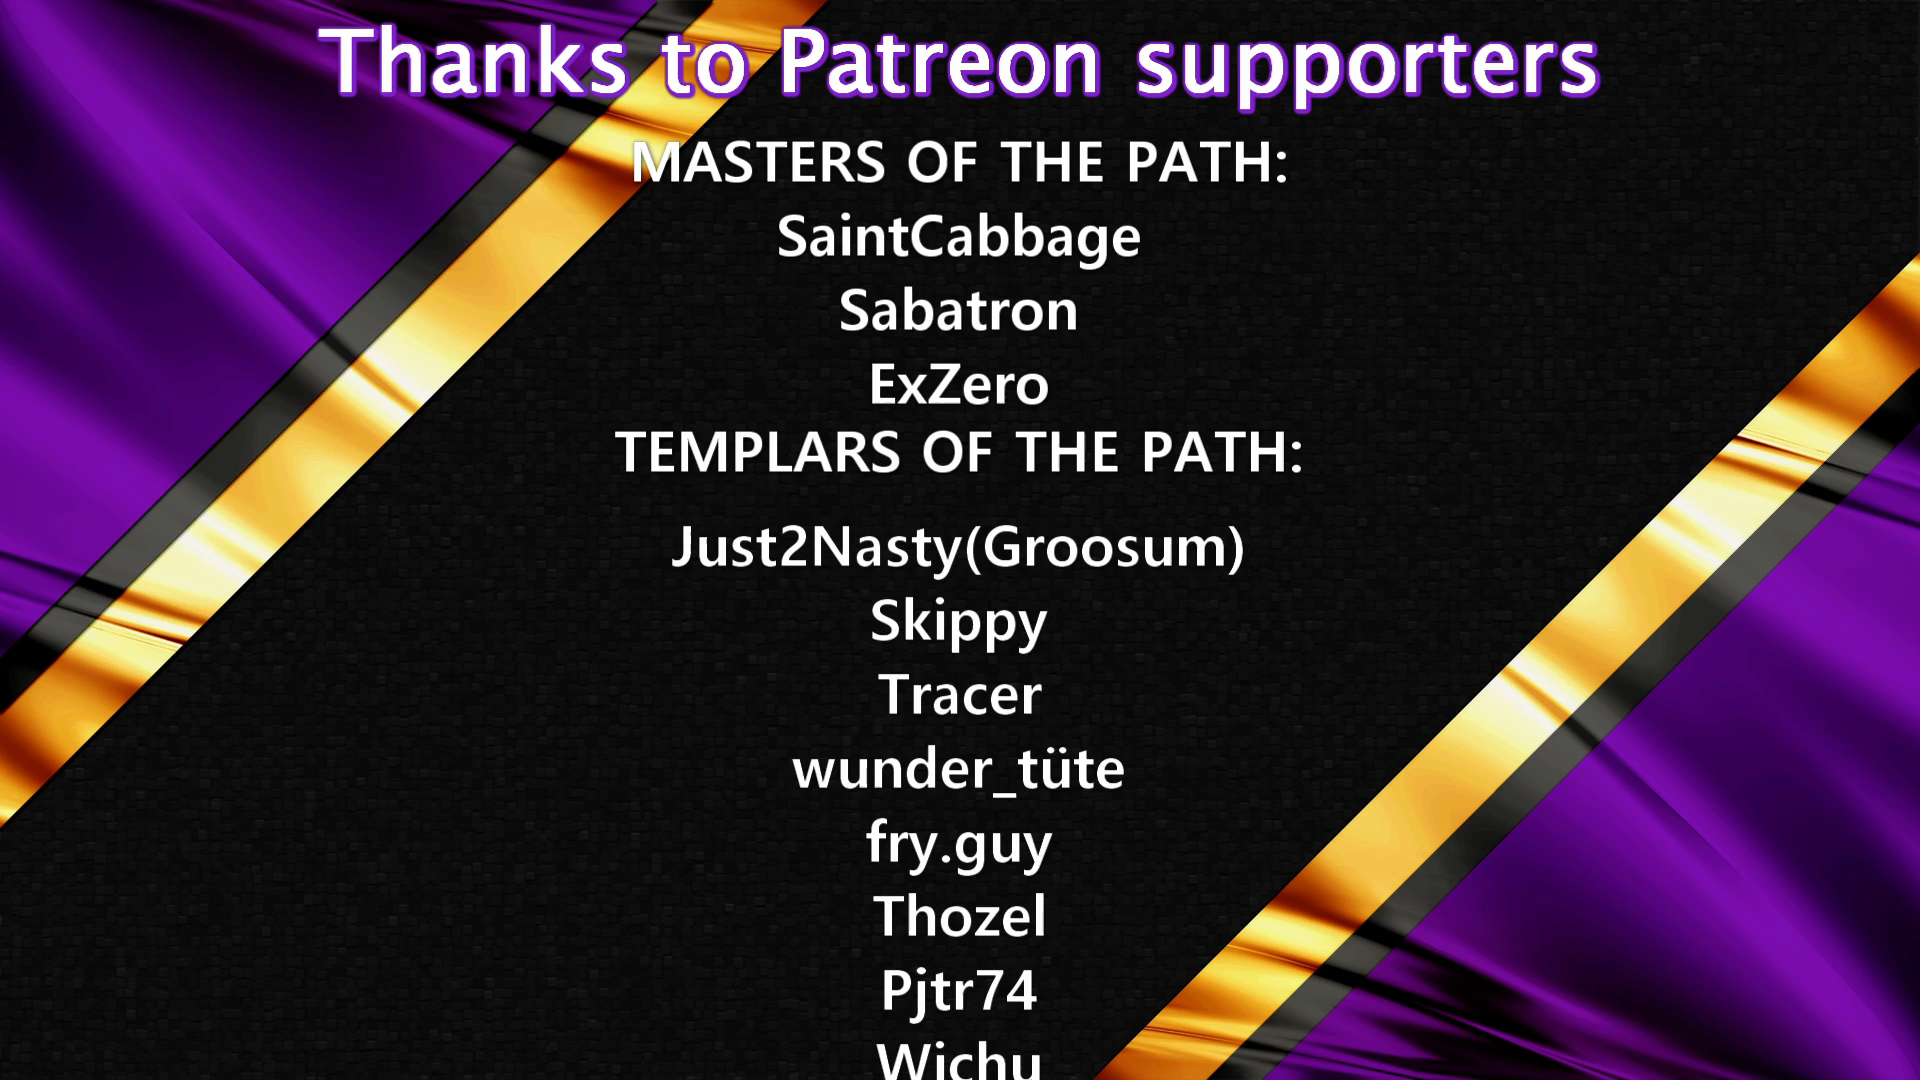 Thanks to Patreon supporters
MASTERS OF THE PATH:
SaintCabbage
Sabatron
ExZero
TEMPLARS OF THE PATH:
Just2Nasty(Groosum)
Skippy
Tracer
wunder_tüte
fry.guy
Thozel
Pjtr74
Wichu